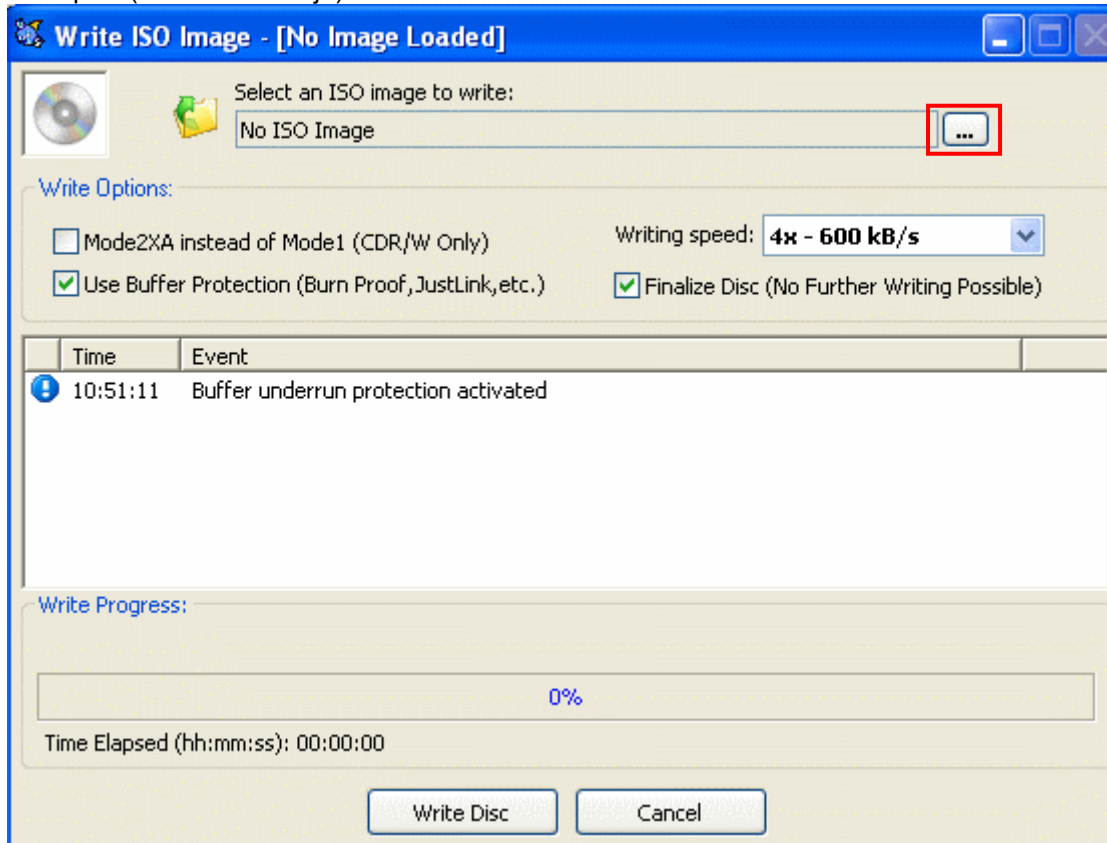 Write ISO Image - [No Image Loaded]
Select an ISO image to write:
No ISO Image
...
Write Options:
Mode2XA instead of Mode1 (CDR/W Only)
Writing speed: 4x - 600 kB/s
Use Buffer Protection (Burn Proof,JustLink,etc.)
Finalize Disc (No Further Writing Possible)
Time Event
10:51:11 Buffer underrun protection activated
Write Progress:
0%
Time Elapsed (hh:mm:ss): 00:00:00
Write Disc Cancel